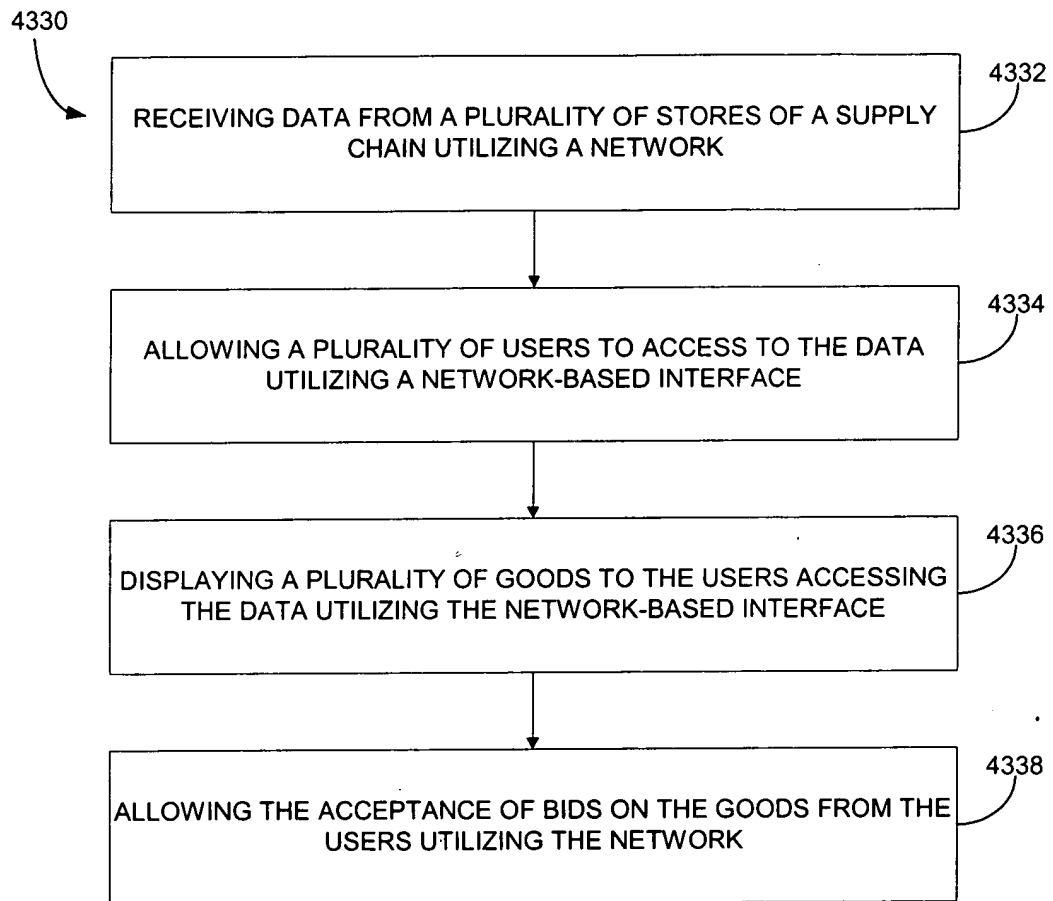 4330
4332
RECEIVING DATA FROM A PLURALITY OF STORES OF A SUPPLY
CHAIN UTILIZING A NETWORK
4334
ALLOWING A PLURALITY OF USERS TO ACCESS TO THE DATA
UTILIZING A NETWORK-BASED INTERFACE
4336
DISPLAYING A PLURALITY OF GOODS TO THE USERS ACCESSING
THE DATA UTILIZING THE NETWORK-BASED INTERFACE
4338
ALLOWING THE ACCEPTANCE OF BIDS ON THE GOODS FROM THE
USERS UTILIZING THE NETWORK